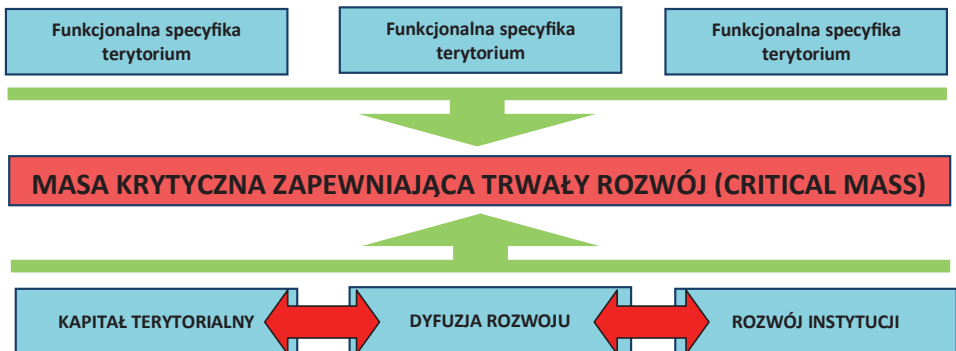 Funkcjonalna specyfika
terytorium
Funkcjonalna specyfika
terytorium
Funkcjonalna specyfika
terytorium
MASA KRYTYCZNA ZAPEWNIAJĄCA TRWAŁY ROZWÓJ (CRITICAL MASS)
KAPITAŁ TERYTORIALNY
DYFUZJA ROZWOJU
ROZWÓJ INSTYTUCJI